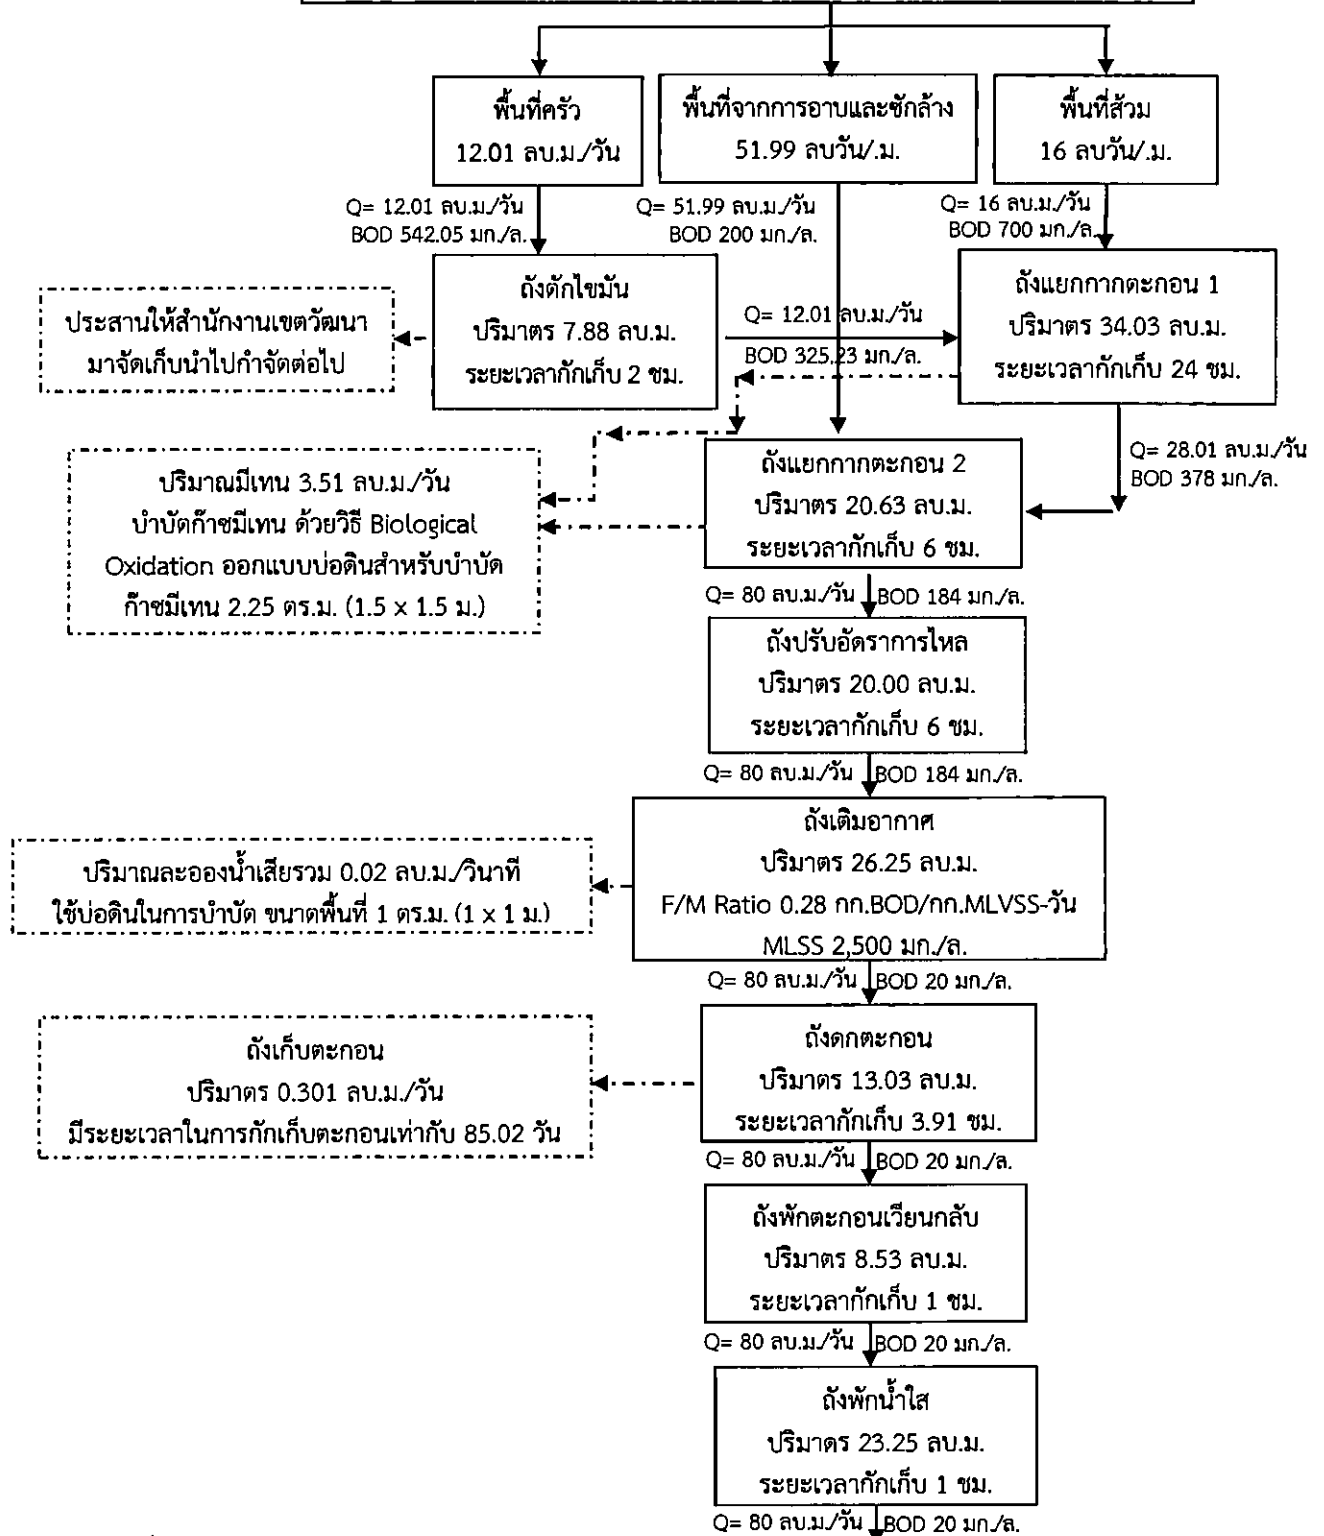 พื้นที่ครัว
12.01 ลบ.ม./วัน
พื้นที่จากการอาบและซักล้าง
51.99 ลบวัน/.ม.
พื้นที่ส้วม
16 ลบวัน/.ม.
Q= 12.01 ลบ.ม./วัน
BOD 542.05 มก./ล.
Q= 51.99 ลบ.ม./วัน
BOD 200 มก./ล.
Q= 16 ลบ.ม./วัน
BOD 700 มก./ล.
ประสานให้สำนักงานเขตวัฒนา
มาจัดเก็บนำไปกำจัดต่อไป
ถังดักไขมัน
ปริมาตร 7.88 ลบ.ม.
ระยะเวลากักเก็บ 2 ชม.
Q= 12.01 ลบ.ม./วัน
BOD 325.23 มก./ล.
ถังแยกกากตะกอน 1
ปริมาตร 34.03 ลบ.ม.
ระยะเวลากักเก็บ 24 ชม.
Q= 28.01 ลบ.ม./วัน
BOD 378 มก./ล.
ปริมาณมีเทน 3.51 ลบ.ม./วัน
บำบัดก๊าซมีเทน ด้วยวิธี Biological
Oxidation ออกแบบบ่อดินสำหรับบำบัด
ก๊าซมีเทน 2.25 ตร.ม. (1.5 x 1.5 ม.)
ถังแยกกากตะกอน 2
ปริมาตร 20.63 ลบ.ม.
ระยะเวลากักเก็บ 6 ชม.
Q= 80 ลบ.ม./วัน BOD 184 มก./ล.
ถังปรับอัตราการไหล
ปริมาตร 20.00 ลบ.ม.
ระยะเวลากักเก็บ 6 ชม.
Q= 80 ลบ.ม./วัน BOD 184 มก./ล.
ถังเติมอากาศ
ปริมาตร 26.25 ลบ.ม.
F/M Ratio 0.28 กก.BOD/กก.MLVSS-วัน
MLSS 2,500 มก./ล.
ปริมาณละอองน้ำเสียรวม 0.02 ลบ.ม./วินาที
ใช้บ่อดินในการบำบัด ขนาดพื้นที่ 1 ตร.ม. (1 x 1 ม.)
Q= 80 ลบ.ม./วัน BOD 20 มก./ล.
ถังตกตะกอน
ปริมาตร 13.03 ลบ.ม.
ระยะเวลากักเก็บ 3.91 ชม.
ถังเก็บตะกอน
ปริมาตร 0.301 ลบ.ม./วัน
มีระยะเวลาในการกักเก็บตะกอนเท่ากับ 85.02 วัน
Q= 80 ลบ.ม./วัน BOD 20 มก./ล.
ถังพักตะกอนเวียนกลับ
ปริมาตร 8.53 ลบ.ม.
ระยะเวลากักเก็บ 1 ชม.
Q= 80 ลบ.ม./วัน BOD 20 มก./ล.
ถังพักน้ำใส
ปริมาตร 23.25 ลบ.ม.
ระยะเวลากักเก็บ 1 ชม.
Q= 80 ลบ.ม./วัน BOD 20 มก./ล.